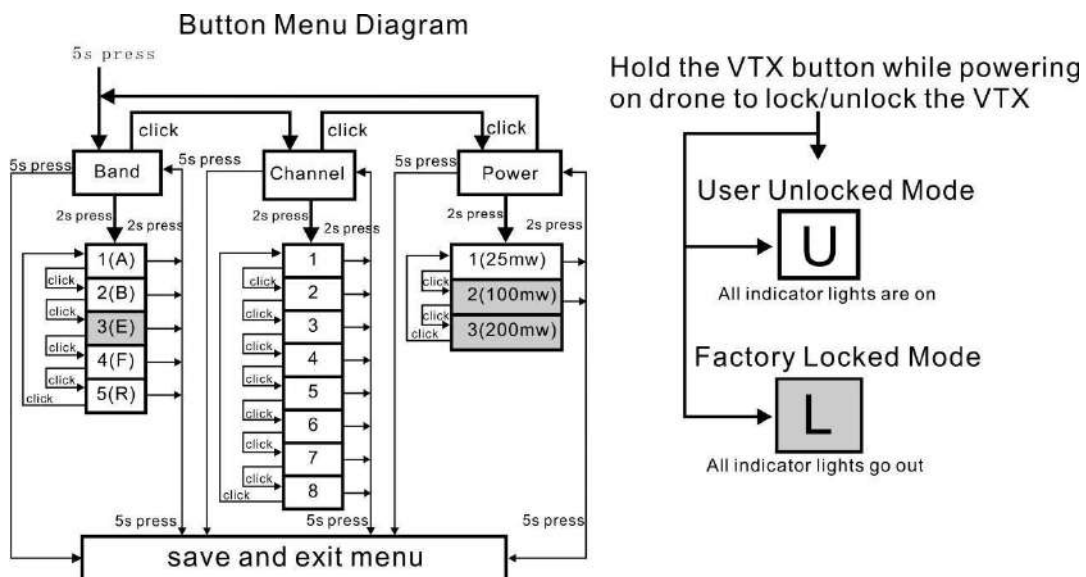 Button Menu Diagram
5s press
click
click
click
5s press
Band
5s press
Channel
5s press
Power
5s press
2s press
2s press
2s press
2s press
2s press
2s press
1(A)
2(B)
3(E)
4(F)
5(R)
click
click
click
click
click
1
2
3
4
5
6
7
8
click
click
click
click
click
click
click
click
1(25mw)
2(100mw)
3(200mw)
click
click
click
5s press
5s press
5s press
save and exit menu
Hold the VTX button while powering
on drone to lock/unlock the VTX
User Unlocked Mode
U
All indicator lights are on
Factory Locked Mode
L
All indicator lights go out